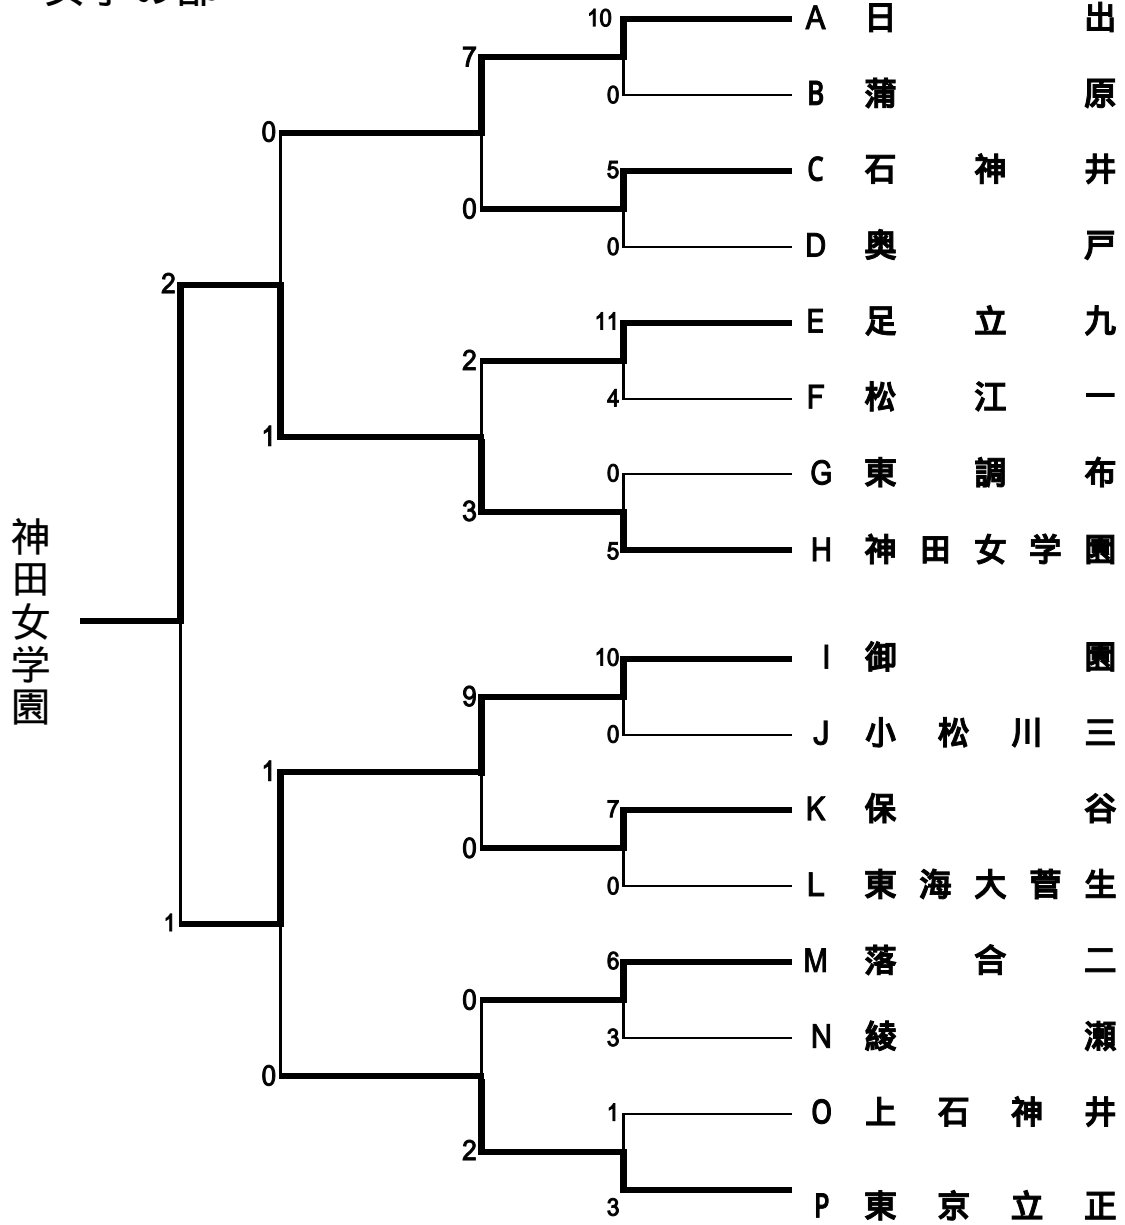 10 A 日出
7
0 B 蒲原
0
5 C 石神井
0
0 D 奥戸
2
11 E 足立九
2
4 F 松江一
1
0 G 東調布
3
5 H 神田女学園
神田女学園
10 I 御園
9
0 J 小松川三
1
7 K 保谷
0
0 L 東海大菅生
1
6 M 落合二
0
3 N 綾瀬
0
1 O 上石神井
2
3 P 東京立正